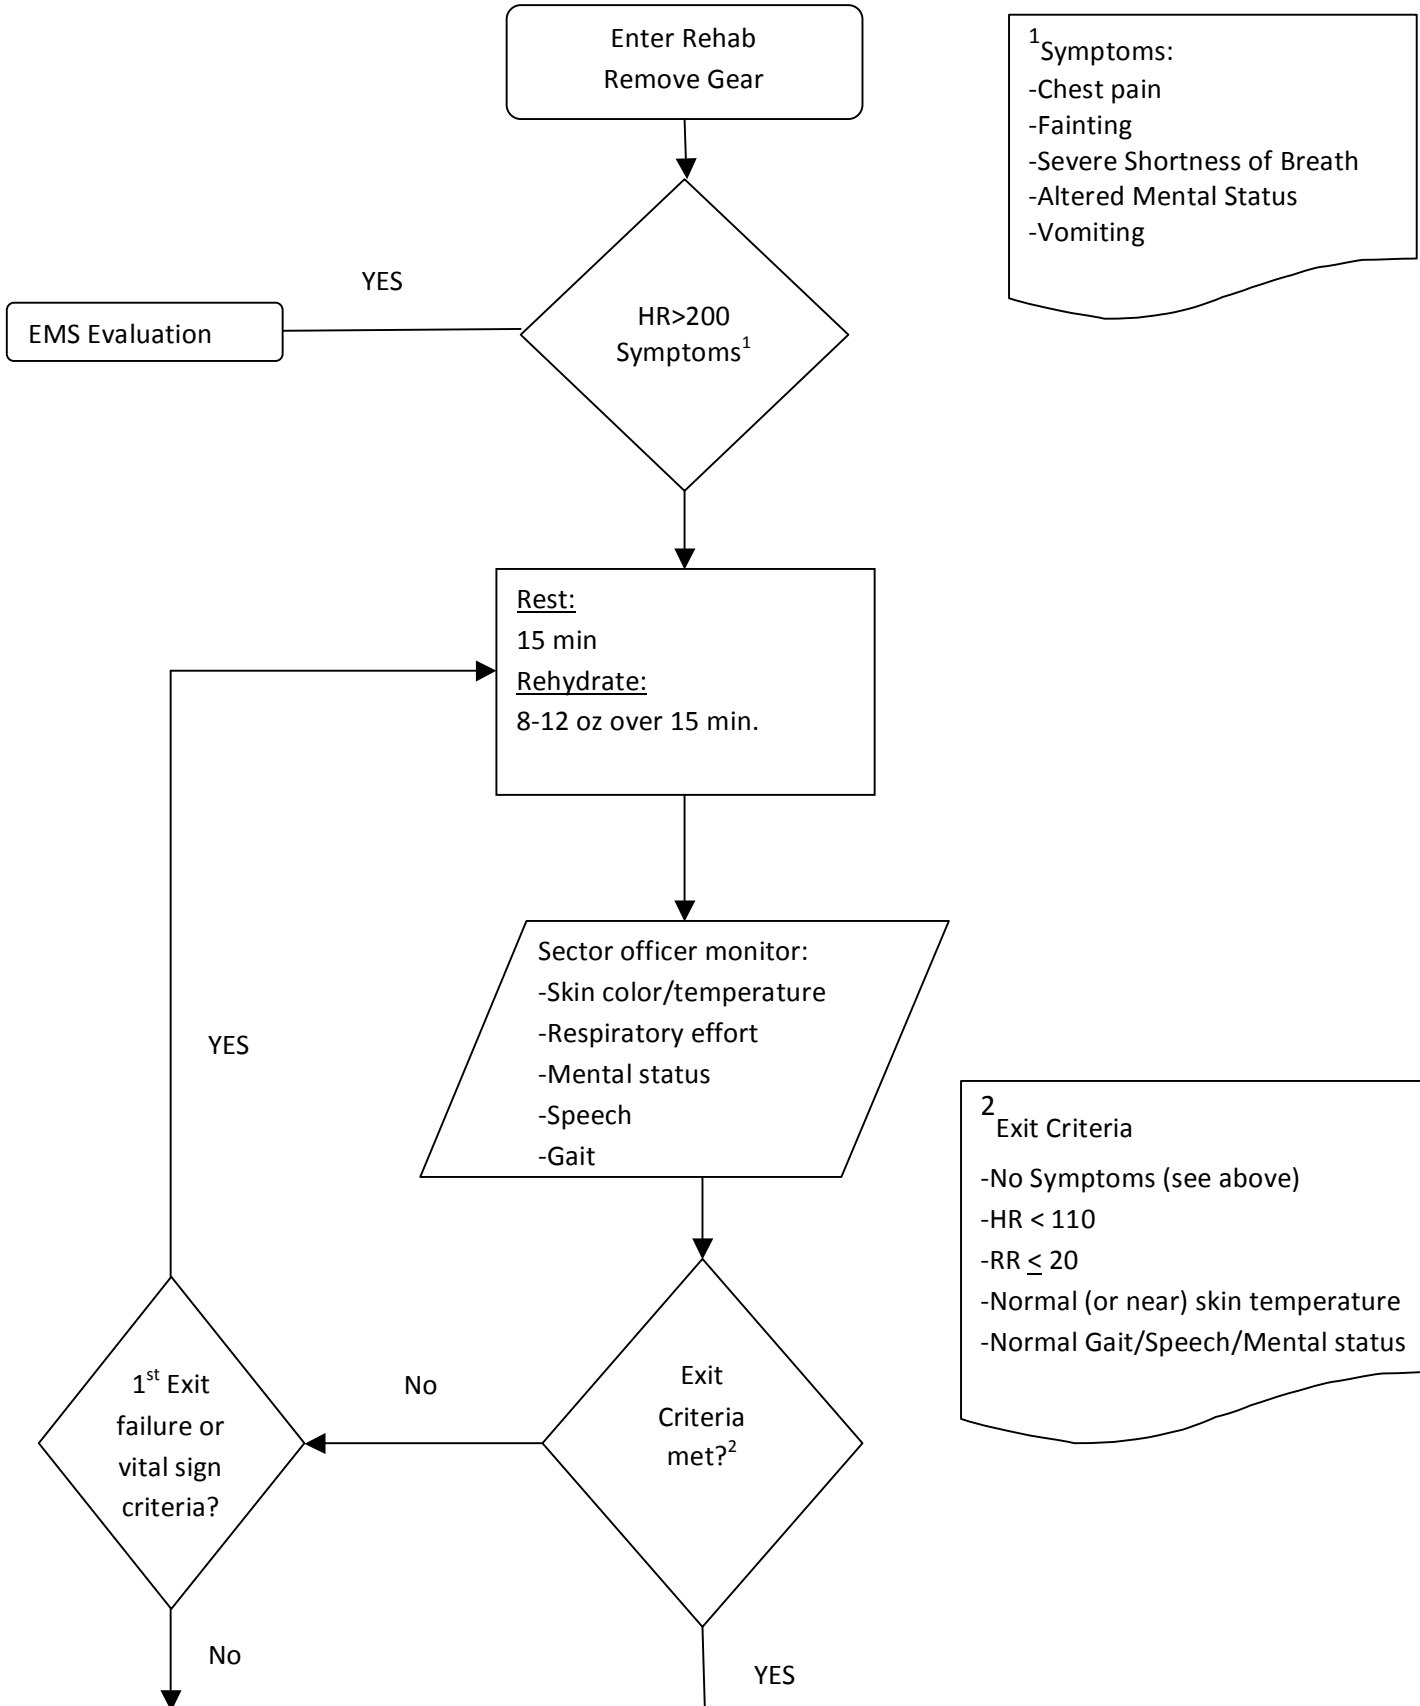 Enter Rehab
Remove Gear
¹Symptoms:
-Chest pain
-Fainting
-Severe Shortness of Breath
-Altered Mental Status
-Vomiting
YES
EMS Evaluation
HR>200
Symptoms¹
Rest:
15 min
Rehydrate:
8-12 oz over 15 min.
Sector officer monitor:
-Skin color/temperature
-Respiratory effort
-Mental status
-Speech
-Gait
YES
²Exit Criteria
-No Symptoms (see above)
-HR < 110
-RR ≤ 20
-Normal (or near) skin temperature
-Normal Gait/Speech/Mental status
1st Exit
failure or
vital sign
criteria?
No
Exit
Criteria
met?²
No
YES